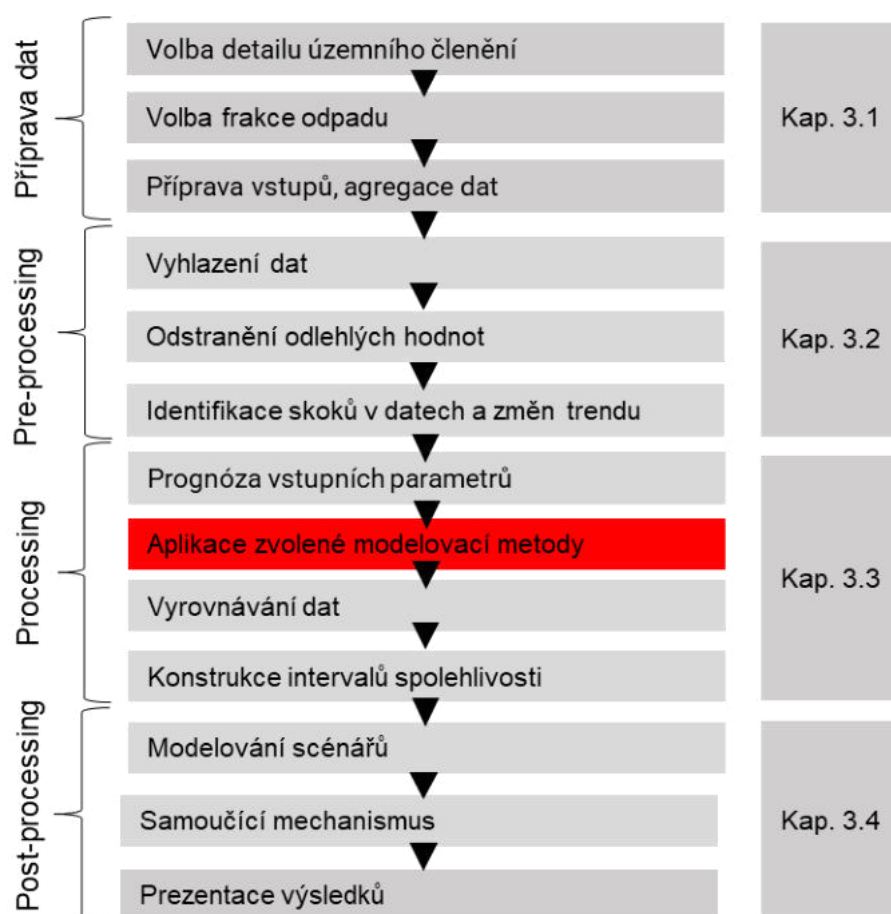 Příprava dat
Volba detailu územního členění
Volba frakce odpadu
Příprava vstupů, agregace dat
Kap. 3.1
Pre-processing
Vyhlazení dat
Odstranění odlehlých hodnot
Identifikace skoků v datech a změn trendu
Kap. 3.2
Processing
Prognóza vstupních parametrů
Aplikace zvolené modelovací metody
Vyrovnávání dat
Konstrukce intervalů spolehlivosti
Kap. 3.3
Post-processing
Modelování scénářů
Samoučící mechanismus
Prezentace výsledků
Kap. 3.4